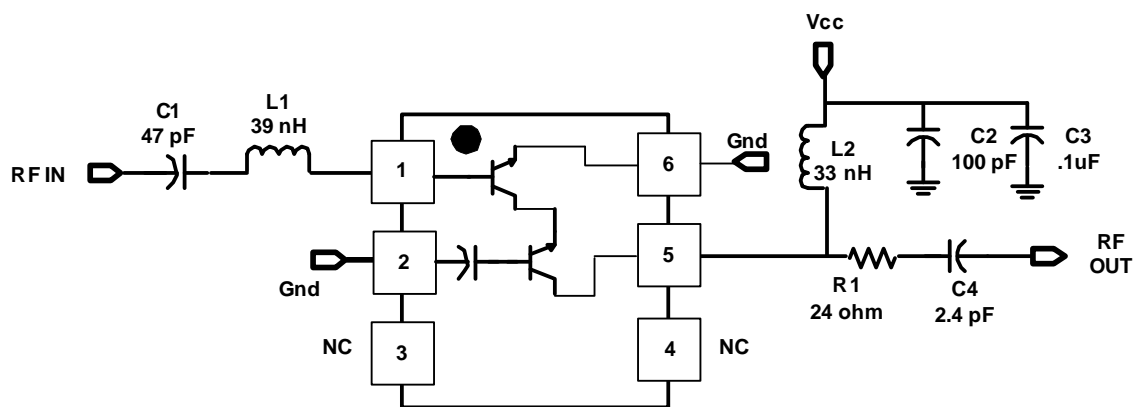 Vcc
C1
47 pF
L1
39 nH
RF IN
1
6
Gnd
L2
33 nH
C2
100 pF
C3
.1uF
2
Gnd
5
R1
24 ohm
C4
2.4 pF
RF
OUT
NC
3
4
NC